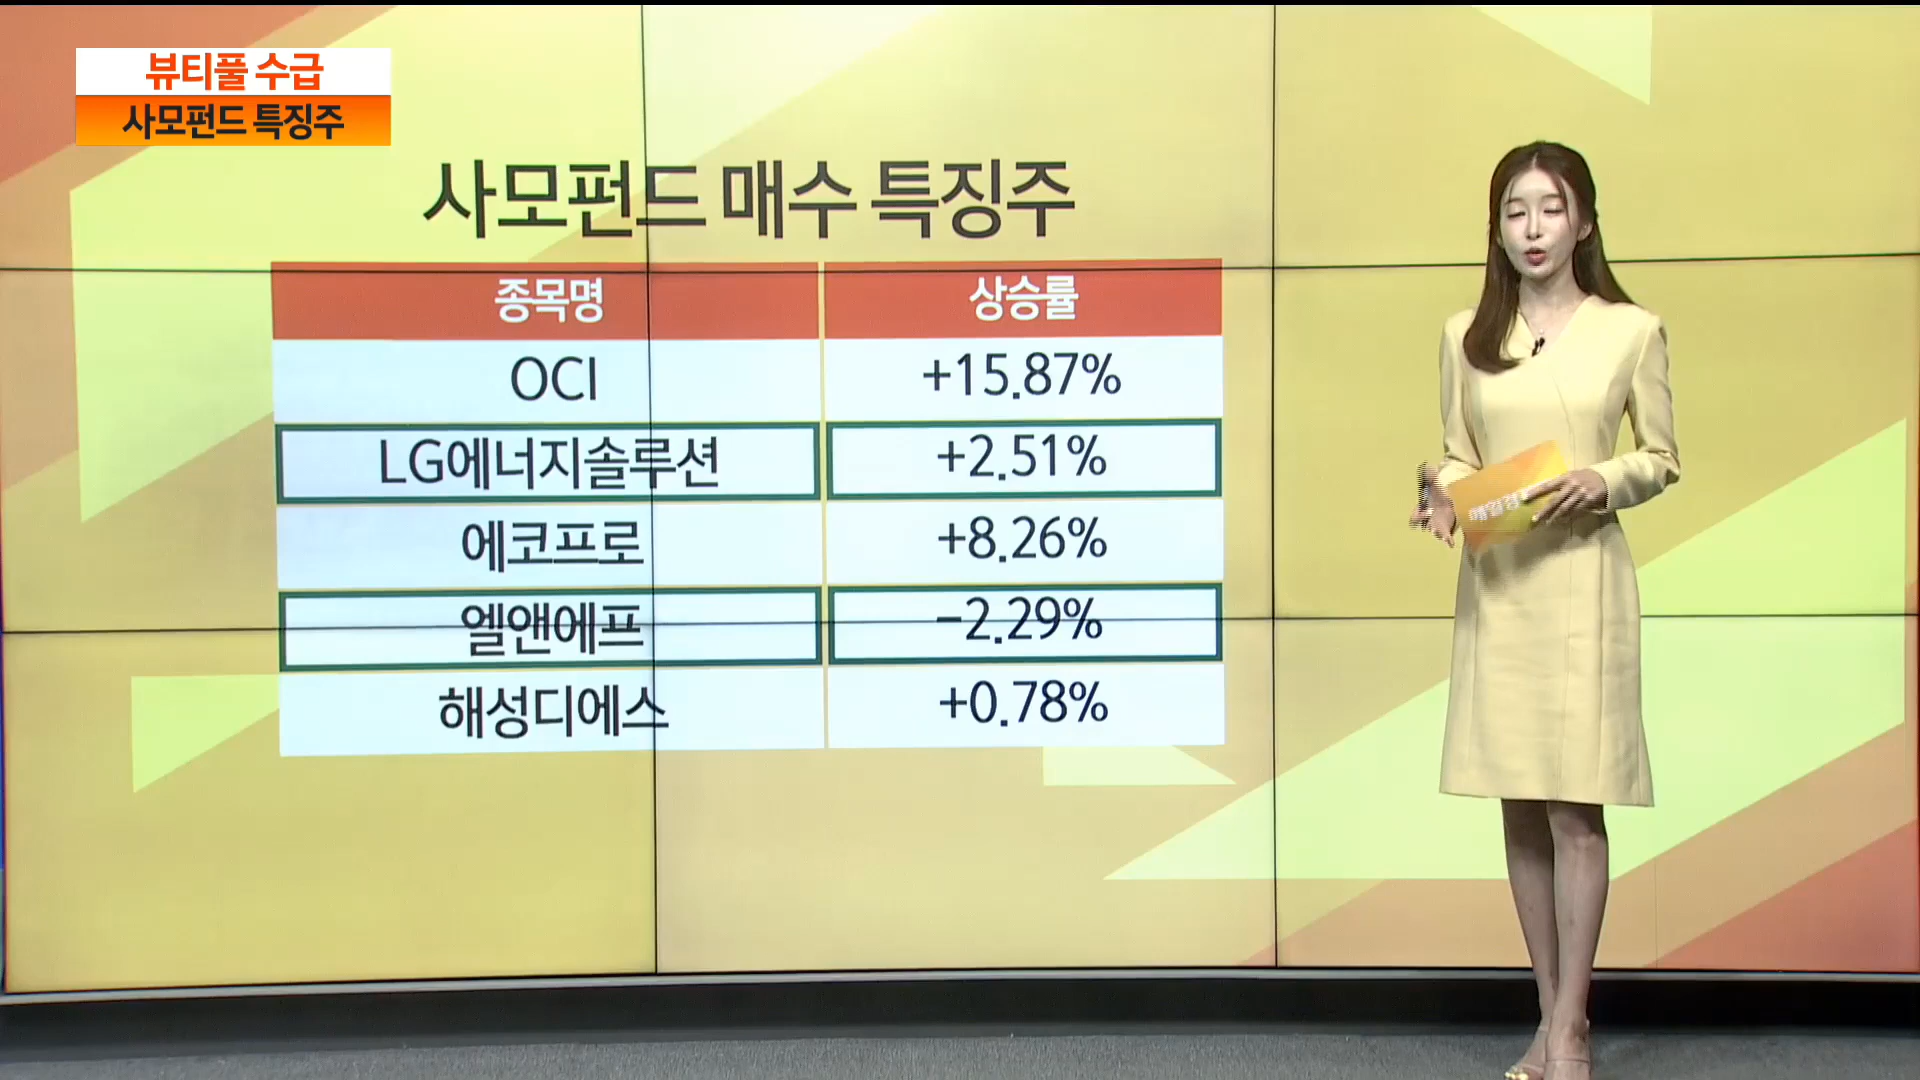 뷰티풀 수급
사모펀드 특징주
사모펀드 매수 특징주
종목명 상승률
OCI +15.87%
LG에너지솔루션 +2.51%
에코프로 +8.26%
엘앤에프 -2.29%
해성디에스 +0.78%
매일경